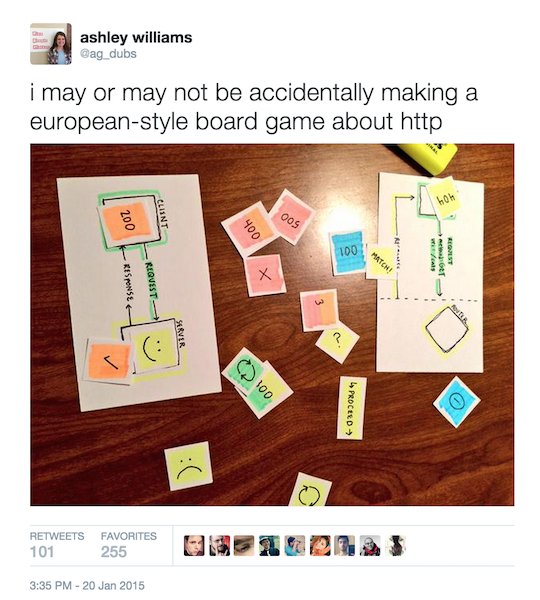 ashley williams
@ag_dubs
i may or may not be accidentally making a
european-style board game about http
CLIENT
200
REQUEST
RESPONSE
SERVER
✓
400
500
X
100
MATCH!
3
?
100
↳ PROCEED →
404
REQUEST
ROUTER
RETWEETS
101
FAVORITES
255
3:35 PM - 20 Jan 2015